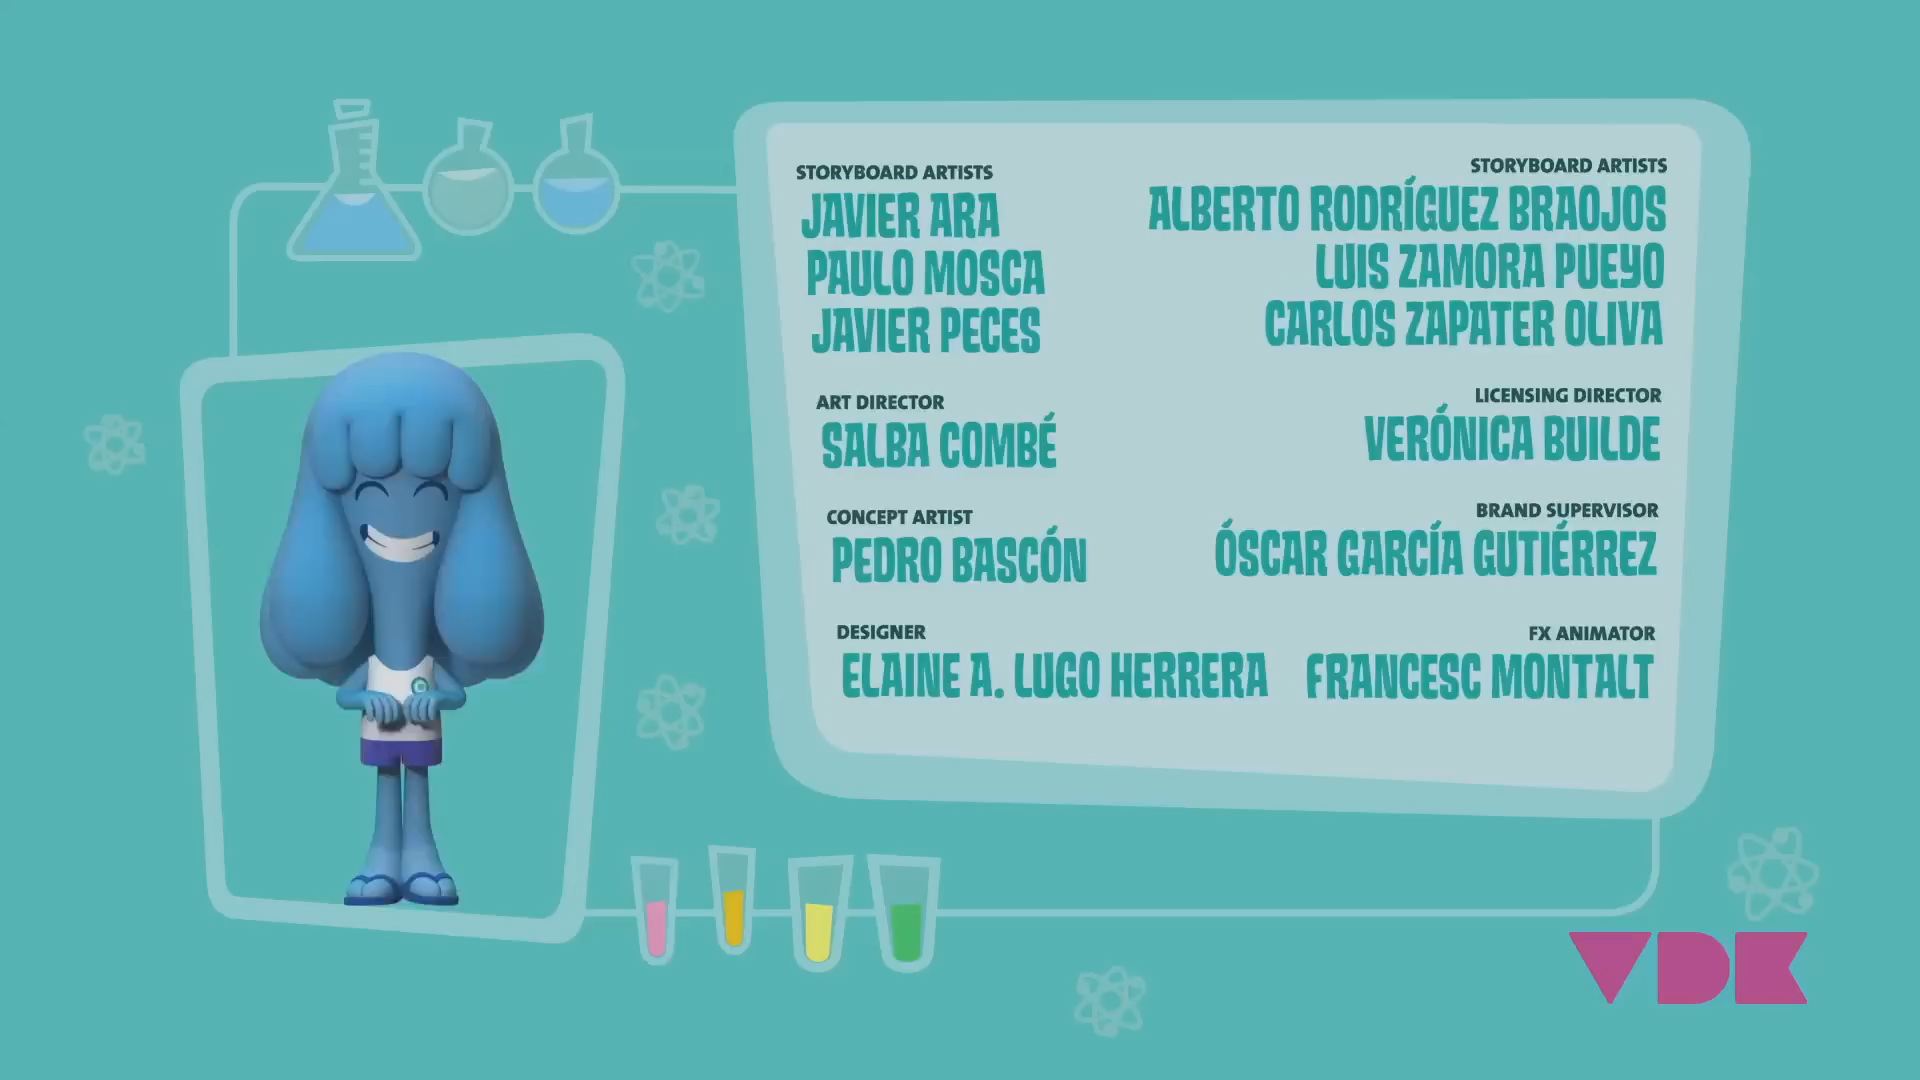 STORYBOARD ARTISTS
JAVIER ARA
PAULO MOSCA
JAVIER PECES
ART DIRECTOR
SALBA COMBÉ
CONCEPT ARTIST
PEDRO BASCÓN
DESIGNER
ELAINE A. LUGO HERRERA
STORYBOARD ARTISTS
ALBERTO RODRÍGUEZ BRAOJOS
LUIS ZAMORA PUEYO
CARLOS ZAPATER OLIVA
LICENSING DIRECTOR
VERÓNICA BUILDE
BRAND SUPERVISOR
ÓSCAR GARCÍA GUTIÉRREZ
FX ANIMATOR
FRANCESC MONTALT
VDK